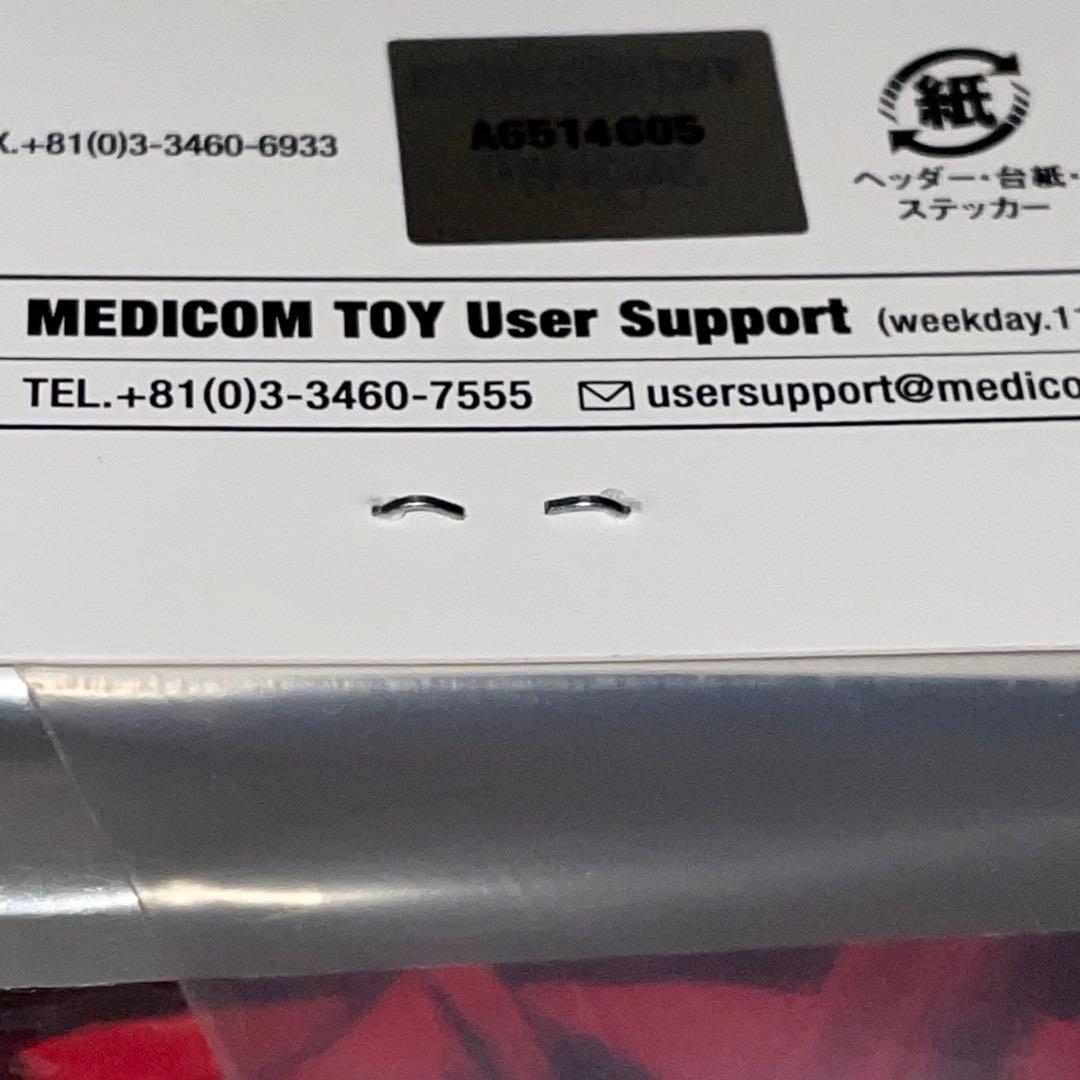 X.+81(0)3-3460-6933
A6514605
紙
ヘッダー・台紙・
ステッカー
MEDICOM TOY User Support (weekday.11
TEL.+81(0)3-3460-7555 usersupport@medico